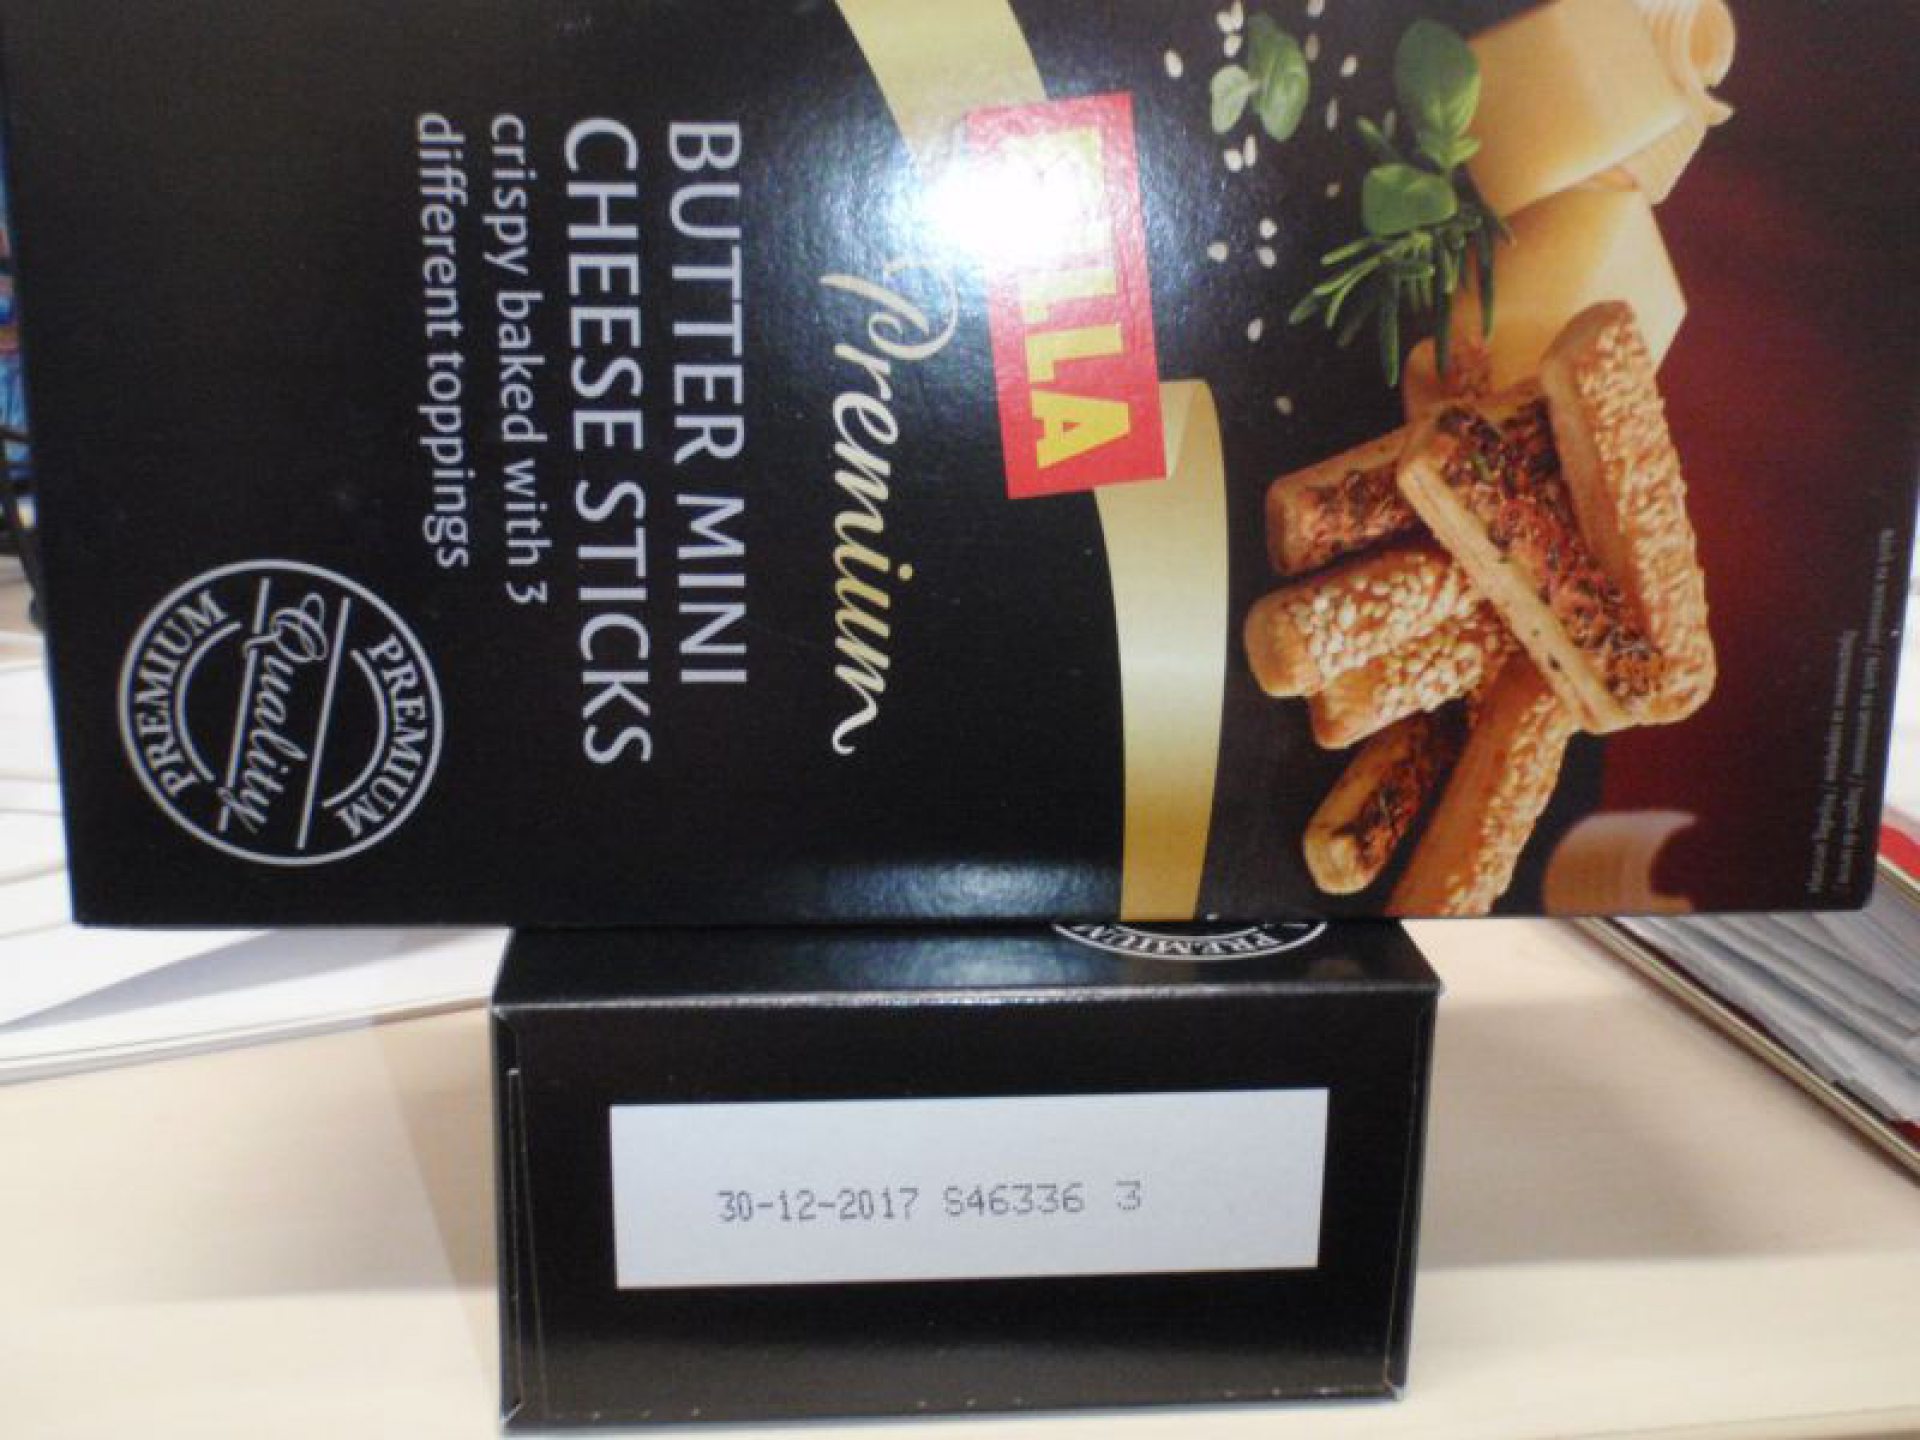 Premium
BUTTER MINI
CHEESE STICKS
crispy baked with 3
different toppings
PREMIUM
Quality
PREMIUM
PREMIUM
30-12-2017 S46336 3